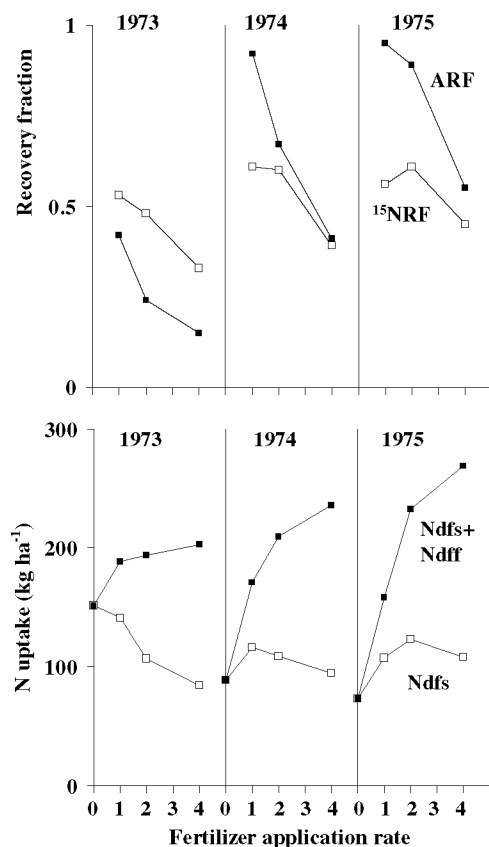 1973 1974 1975
1
0.5
0
Recovery fraction
ARF
¹⁵NRF
1973 1974 1975
300
200
100
0
N uptake (kg ha⁻¹)
Ndfs+
Ndff
Ndfs
0 1 2 3 4 0 1 2 3 4 0 1 2 3 4
Fertilizer application rate